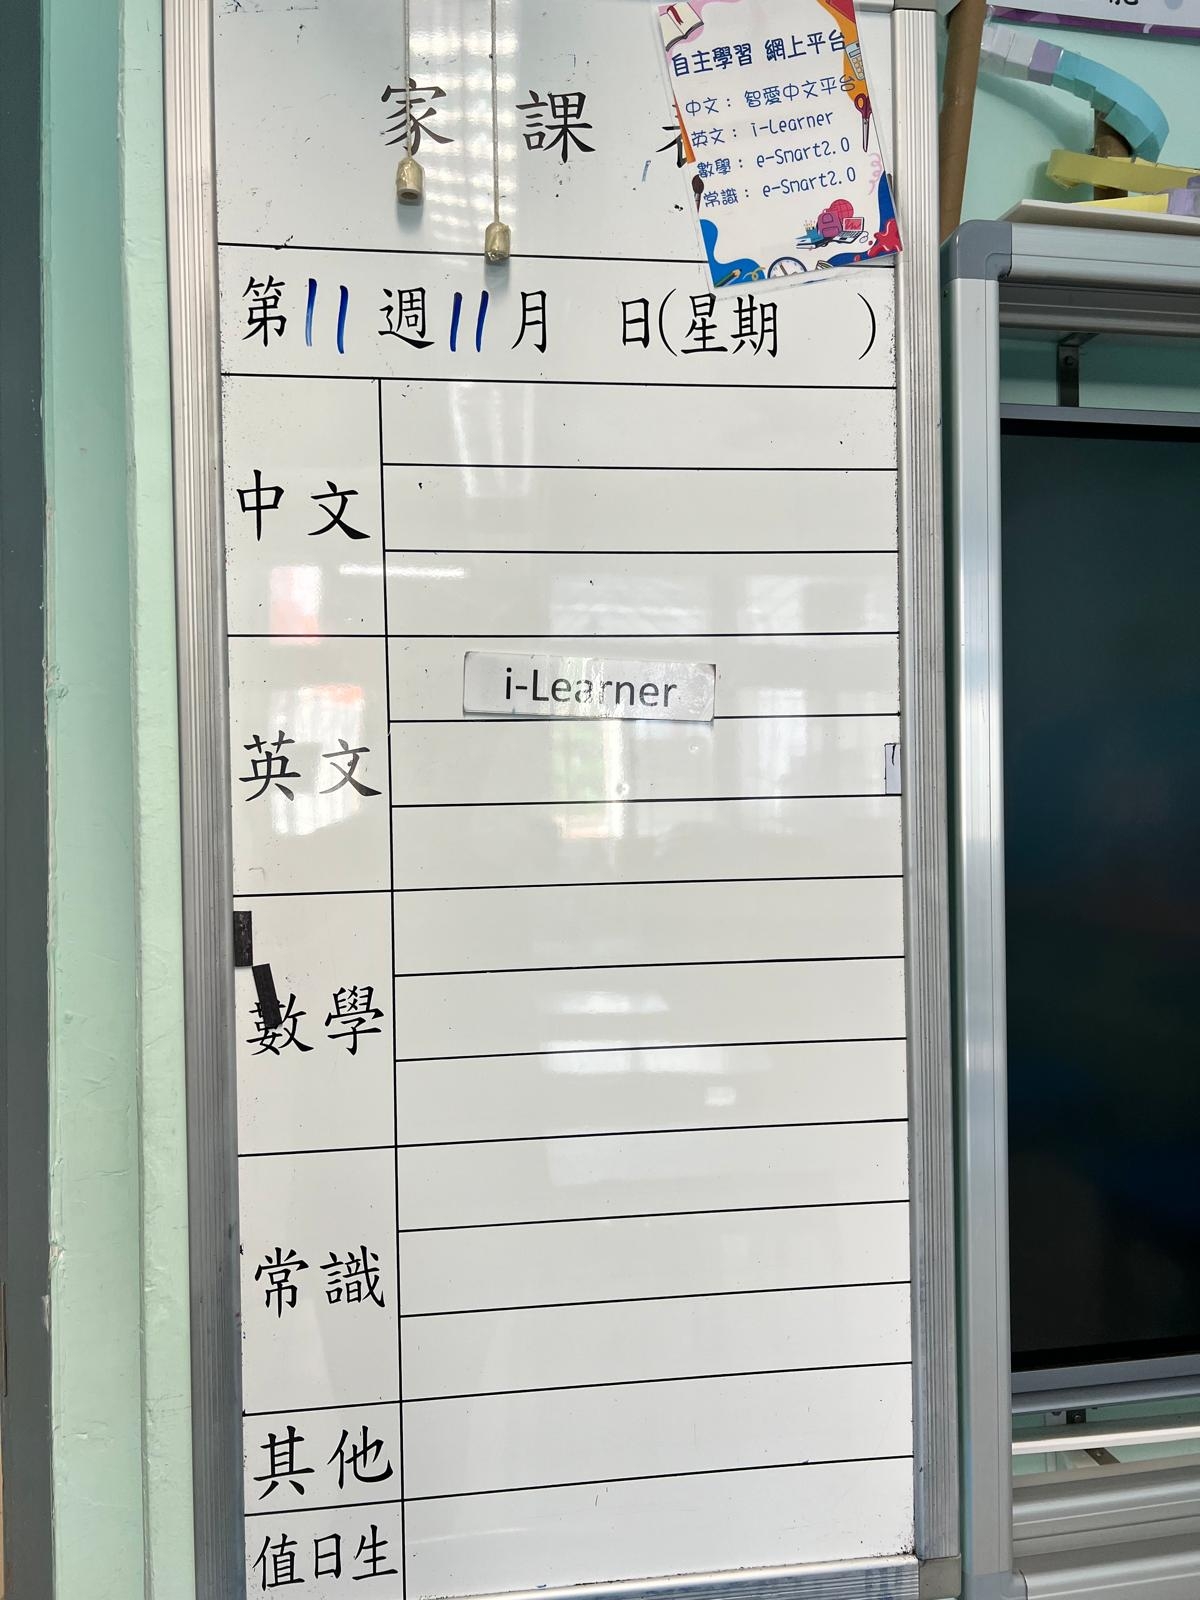 家課
自主學習 網上平台
中文： 智愛中文平台
英文： i-Learner
數學： e-Smart2.0
常識： e-Smart2.0
第11週11月 日(星期 )
中文
i-Learner
英文
數學
常識
其他
值日生